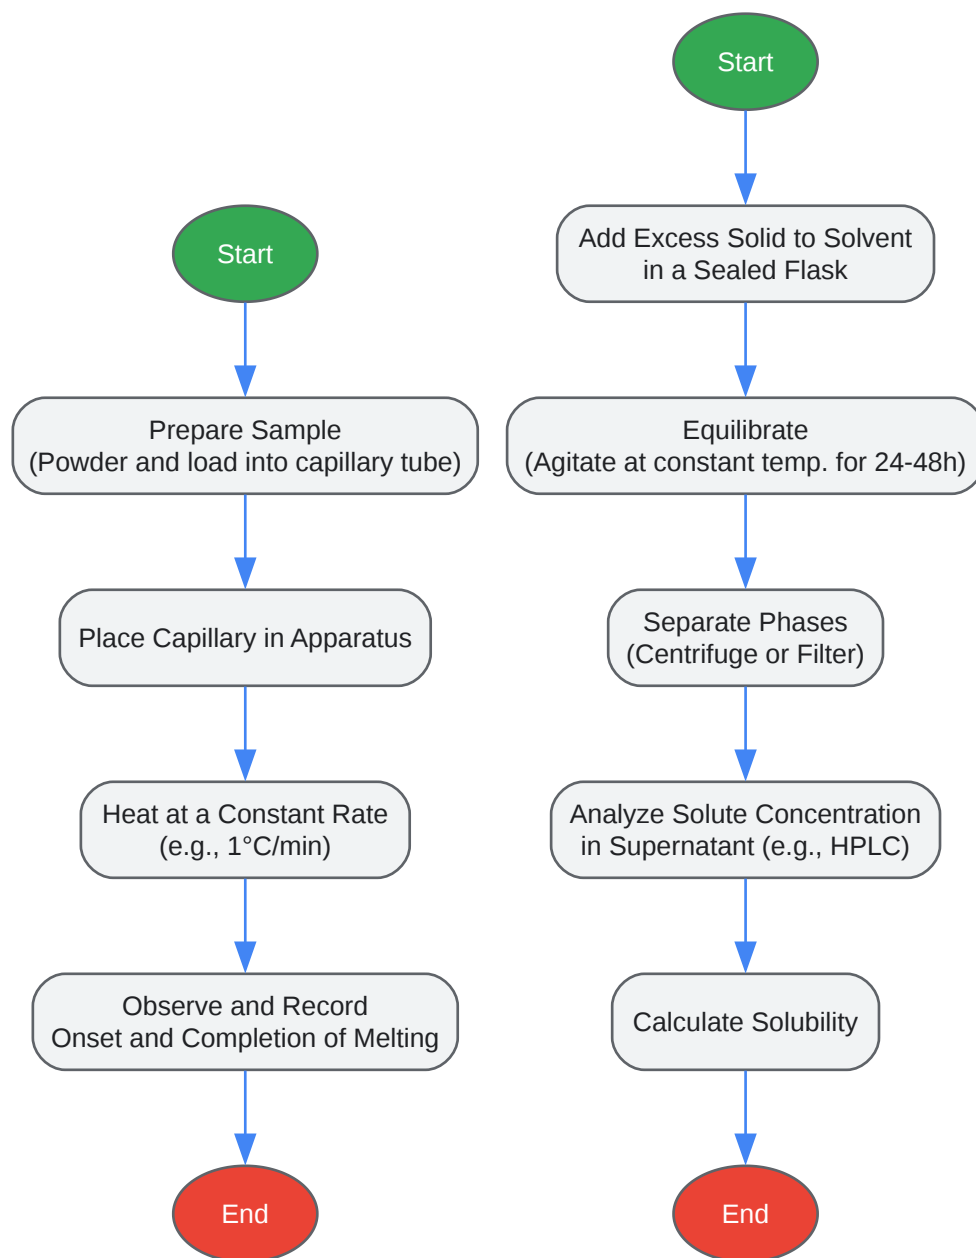 Start
Prepare Sample
(Powder and load into capillary tube)
Place Capillary in Apparatus
Heat at a Constant Rate
(e.g., 1°C/min)
Observe and Record
Onset and Completion of Melting
End
Start
Add Excess Solid to Solvent
in a Sealed Flask
Equilibrate
(Agitate at constant temp. for 24-48h)
Separate Phases
(Centrifuge or Filter)
Analyze Solute Concentration
in Supernatant (e.g., HPLC)
Calculate Solubility
End